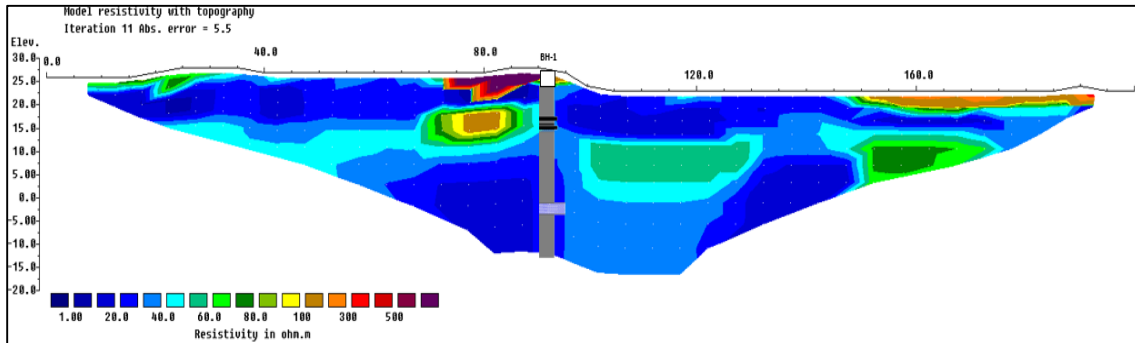 Model resistivity with topography
Iteration 11 Abs. error = 5.5
Elev.
30.0
25.0
20.0
15.0
10.0
5.00
0.0
-5.00
-10.0
-15.0
-20.0
0.0
40.0
80.0
BH-1
120.0
160.0
1.00 20.0 40.0 60.0 80.0 100 300 500
Resistivity in ohm.m